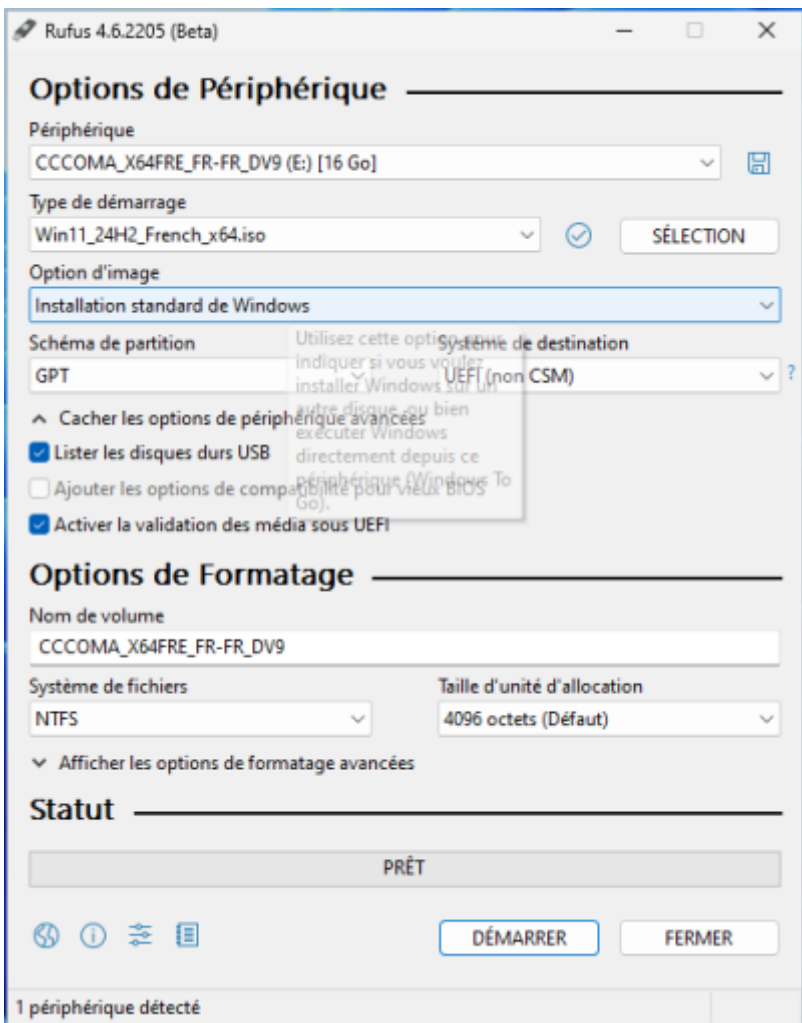 Rufus 4.6.2205 (Beta)
Options de Périphérique
Périphérique
CCCOMA_X64FRE_FR-FR_DV9 (E:) [16 Go]
Type de démarrage
Win11_24H2_French_x64.iso
SÉLECTION
Option d'image
Installation standard de Windows
Schéma de partition
Système de destination
GPT
UEFI (non CSM)
?
Utilisez cette option pour
indiquer si vous voulez
installer Windows sur un
autre disque, ou bien
exécuter Windows
directement depuis ce
périphérique (Windows To
Go).
Cacher les options de périphérique avancées
Lister les disques durs USB
Ajouter les options de compatibilité pour vieux BIOS
Activer la validation des média sous UEFI
Options de Formatage
Nom de volume
CCCOMA_X64FRE_FR-FR_DV9
Système de fichiers
Taille d'unité d'allocation
NTFS
4096 octets (Défaut)
Afficher les options de formatage avancées
Statut
PRÊT
DÉMARRER
FERMER
1 périphérique détecté